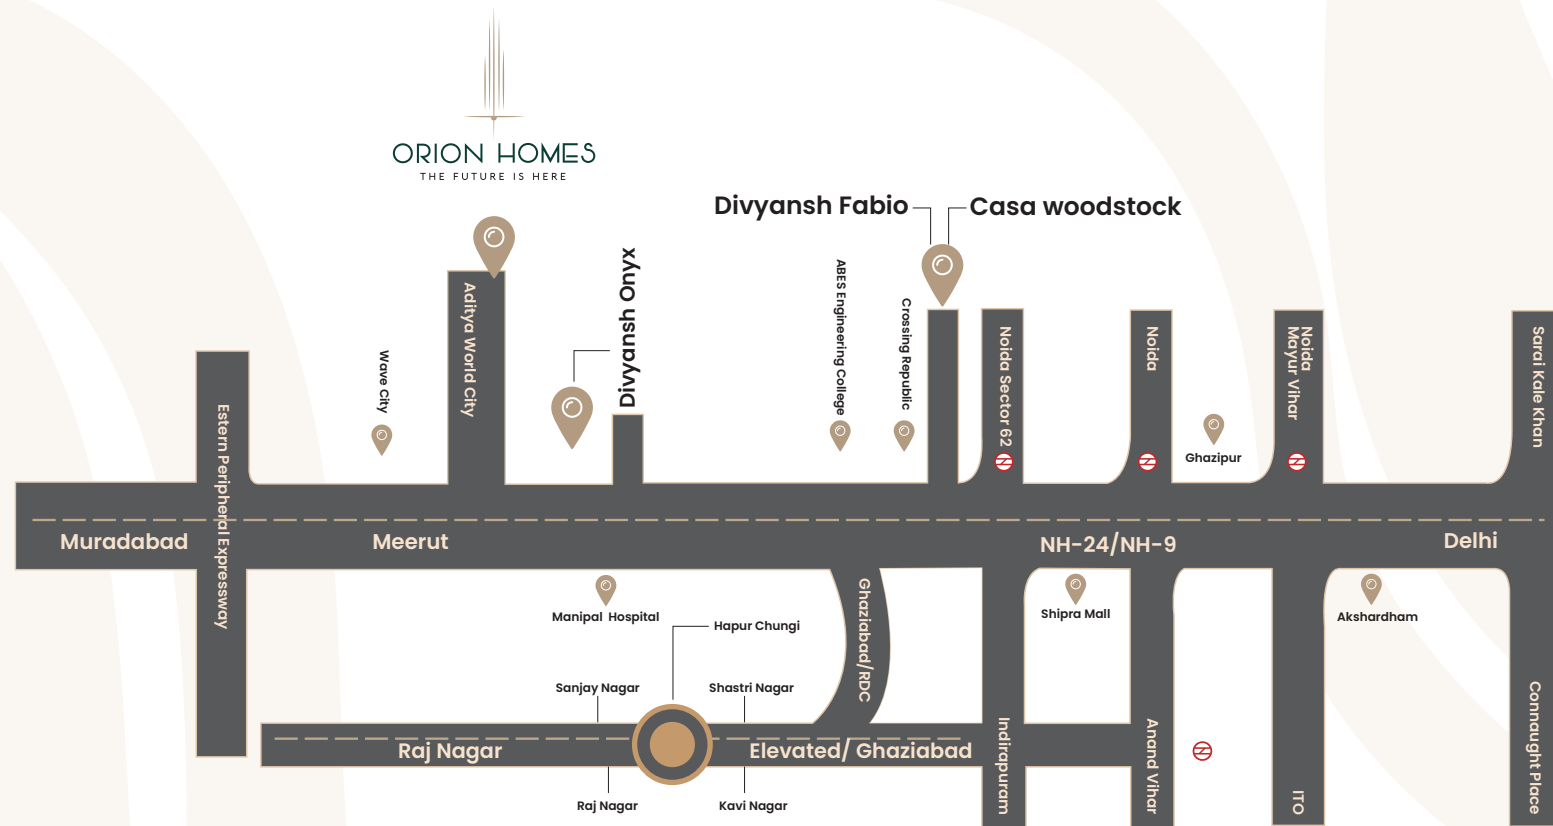 ORION HOMES
THE FUTURE IS HERE
Divyansh Fabio
Casa woodstock
Divyansh Onyx
Aditya World City
Wave City
Estern Peripheral Expressway
ABES Engineering College
Crossing Republic
Noida Sector 62
Noida
Noida
Mayur Vihar
Sarai Kale Khan
Ghazipur
Muradabad
Meerut
NH-24/NH-9
Delhi
Manipal Hospital
Hapur Chungi
Ghaziabad/RDC
Shipra Mall
Akshardham
Sanjay Nagar
Shastri Nagar
Raj Nagar
Elevated/ Ghaziabad
Indirapuram
Anand Vihar
ITO
Connaught Place
Raj Nagar
Kavi Nagar